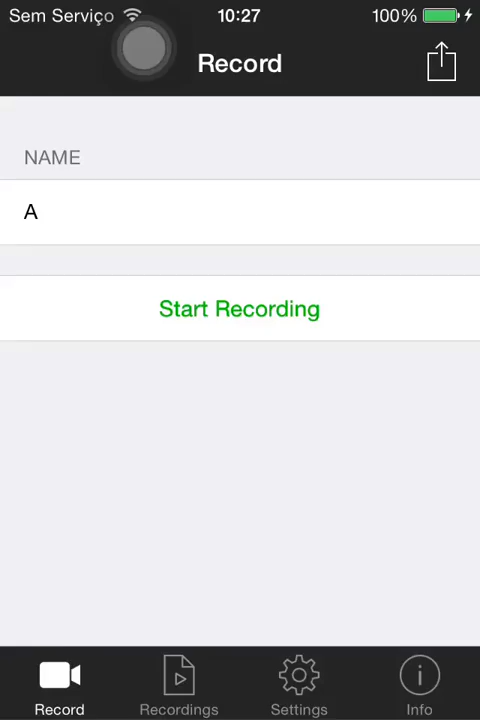 Sem Serviço 10:27 100%
Record
NAME
A
Start Recording
Record Recordings Settings Info